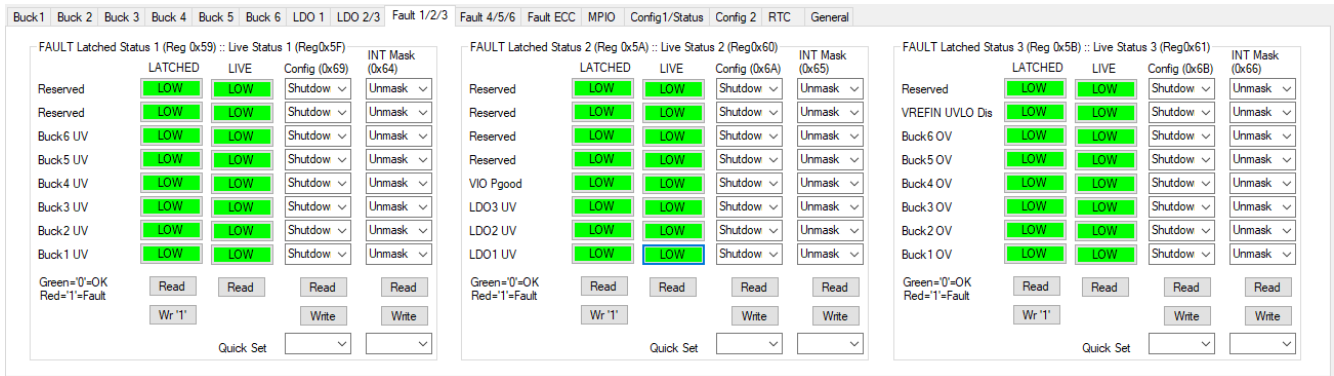 Buck1 Buck 2 Buck 3 Buck 4 Buck 5 Buck 6 LDO 1 LDO 2/3 Fault 1/2/3 Fault 4/5/6 Fault ECC MPIO Config1/Status Config 2 RTC General
FAULT Latched Status 1 (Reg 0x59) :: Live Status 1 (Reg0x5F)
LATCHED LIVE Config (0x69) INT Mask (0x64)
Reserved LOW LOW Shutdow Unmask
Reserved LOW LOW Shutdow Unmask
Buck6 UV LOW LOW Shutdow Unmask
Buck5 UV LOW LOW Shutdow Unmask
Buck4 UV LOW LOW Shutdow Unmask
Buck3 UV LOW LOW Shutdow Unmask
Buck2 UV LOW LOW Shutdow Unmask
Buck1 UV LOW LOW Shutdow Unmask
Green='0'=OK
Red='1'=Fault
Read Read Read Read
Wr '1' Write Write
Quick Set
FAULT Latched Status 2 (Reg 0x5A) :: Live Status 2 (Reg0x60)
LATCHED LIVE Config (0x6A) INT Mask (0x65)
Reserved LOW LOW Shutdow Unmask
Reserved LOW LOW Shutdow Unmask
Reserved LOW LOW Shutdow Unmask
Reserved LOW LOW Shutdow Unmask
VIO Pgood LOW LOW Shutdow Unmask
LDO3 UV LOW LOW Shutdow Unmask
LDO2 UV LOW LOW Shutdow Unmask
LDO1 UV LOW LOW Shutdow Unmask
Green='0'=OK
Red='1'=Fault
Read Read Read Read
Wr '1' Write Write
Quick Set
FAULT Latched Status 3 (Reg 0x5B) :: Live Status 3 (Reg0x61)
LATCHED LIVE Config (0x6B) INT Mask (0x66)
Reserved LOW LOW Shutdow Unmask
VREFIN UVLO Dis LOW LOW Shutdow Unmask
Buck6 OV LOW LOW Shutdow Unmask
Buck5 OV LOW LOW Shutdow Unmask
Buck4 OV LOW LOW Shutdow Unmask
Buck3 OV LOW LOW Shutdow Unmask
Buck2 OV LOW LOW Shutdow Unmask
Buck1 OV LOW LOW Shutdow Unmask
Green='0'=OK
Red='1'=Fault
Read Read Read Read
Wr '1' Write Write
Quick Set